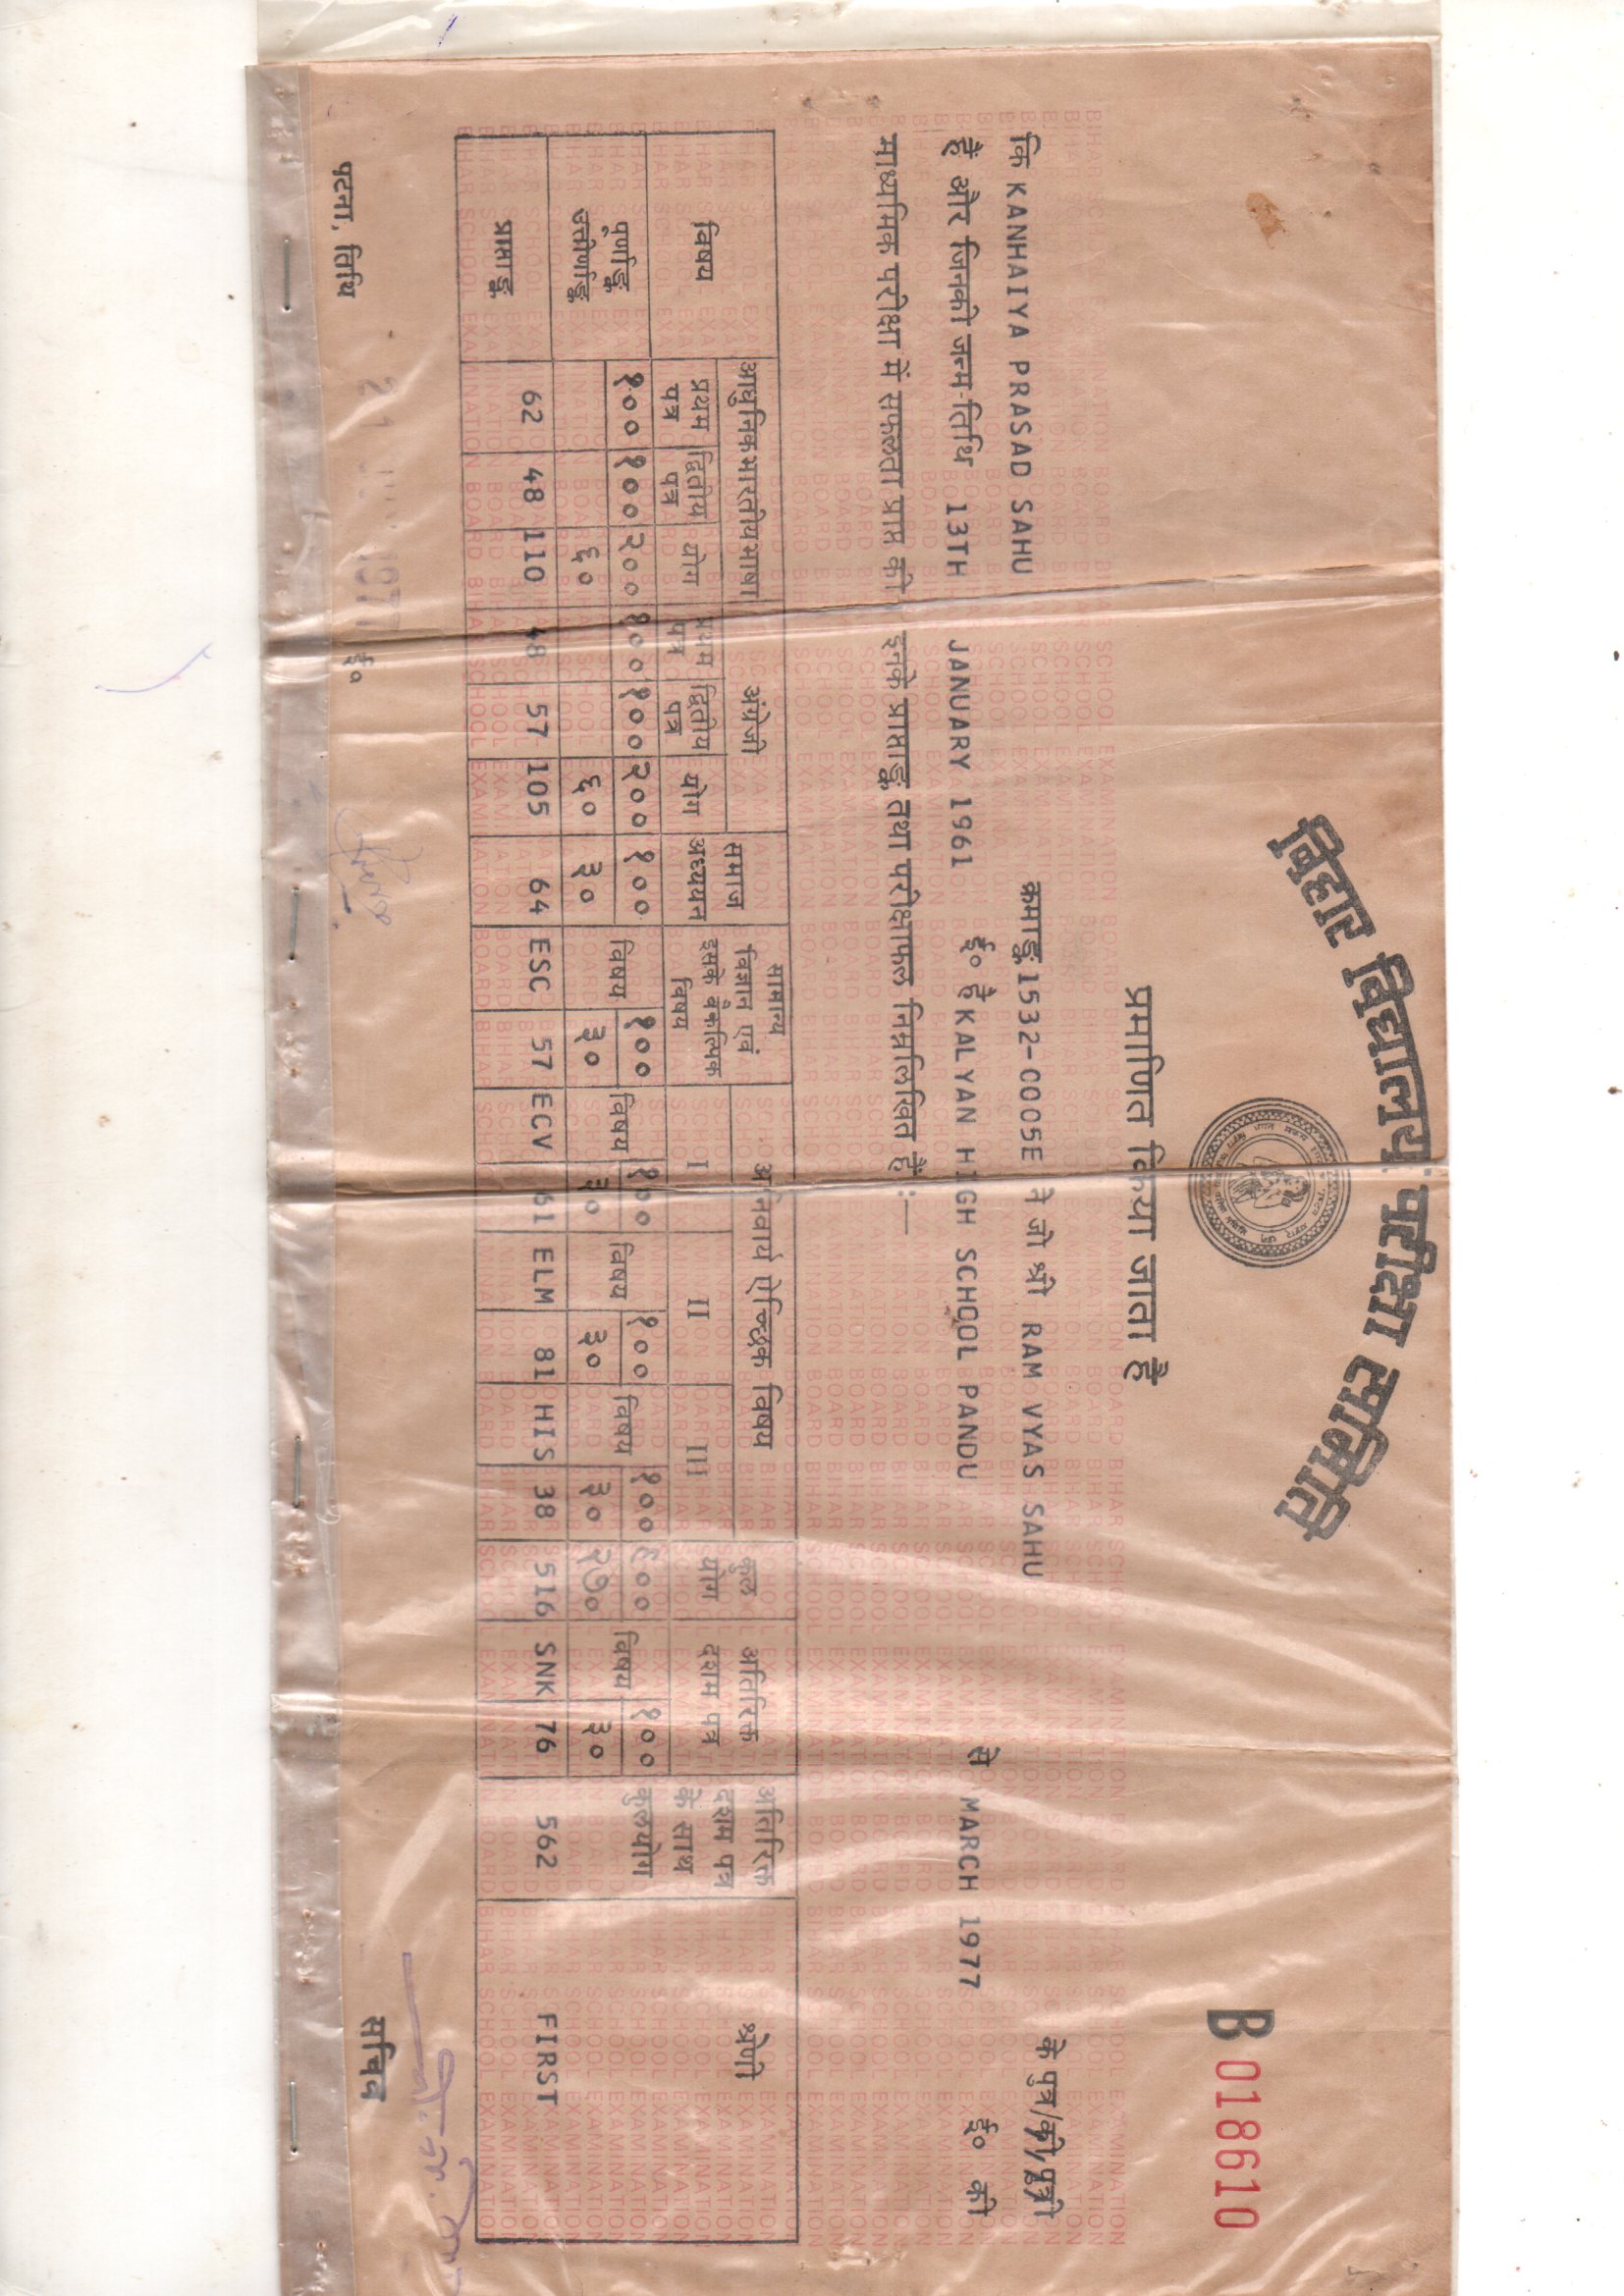 बिहार विद्यालय परीक्षा समिति
B 018610
प्रमाणित किया जाता है
कि KANHAIYA PRASAD SAHU क्रमाङ्क 1532-0005E ने जो श्री RAM VYAS SAHU के पुत्र/की पुत्री
हैं और जिनकी जन्म-तिथि 13TH JANUARY 1961 ई० है KALYAN HIGH SCHOOL PANDU से MARCH 1977 ई० की
माध्यमिक परीक्षा में सफलता प्राप्त की इनके प्राप्ताङ्क तथा परीक्षाफल निम्नलिखित हैं :—
विषय आधुनिक भारतीय भाषा अंग्रेजी समाज अध्ययन सामान्य विज्ञान एवं इसके वैकल्पिक विषय अनिवार्य ऐच्छिक विषय कुल योग अतिरिक्त दशम पत्र अतिरिक्त दशम पत्र के साथ कुलयोग श्रेणी
प्रथम पत्र द्वितीय पत्र योग प्रथम पत्र द्वितीय पत्र योग I II III
पूर्णाङ्क १०० १०० २०० १०० १०० २०० १०० विषय १०० विषय १०० विषय १०० विषय १०० ६०० विषय १००
उत्तीर्णाङ्क ६० ६० ३० ३० ३० ३० ३० २७० ३०
प्राप्ताङ्क 62 48 110 48 57 105 64 ESC 57 ECV 61 ELM 81 HIS 38 516 SNK 76 562 FIRST
पटना, तिथि 1977 ई०
सचिव